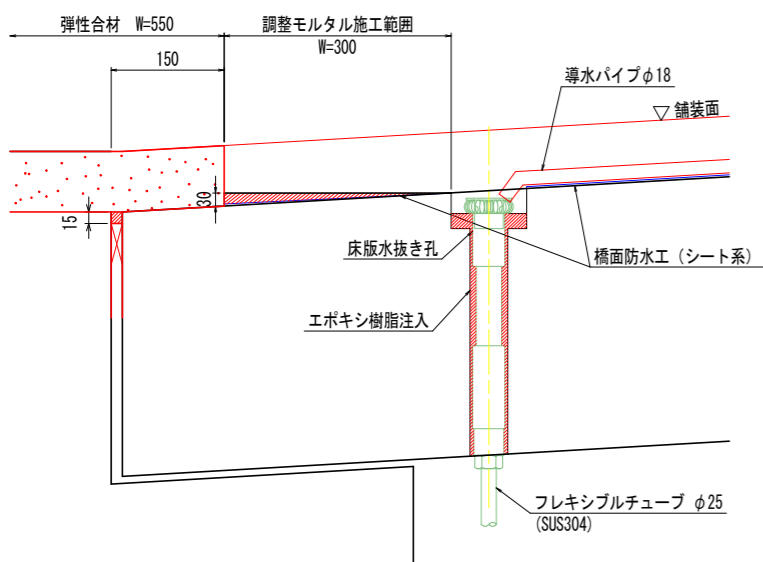 弾性合材 W=550
調整モルタル施工範囲
W=300
150
導水パイプφ18
舗装面
30
15
床版水抜き孔
橋面防水工（シート系）
エポキシ樹脂注入
フレキシブルチューブ φ25
(SUS304)